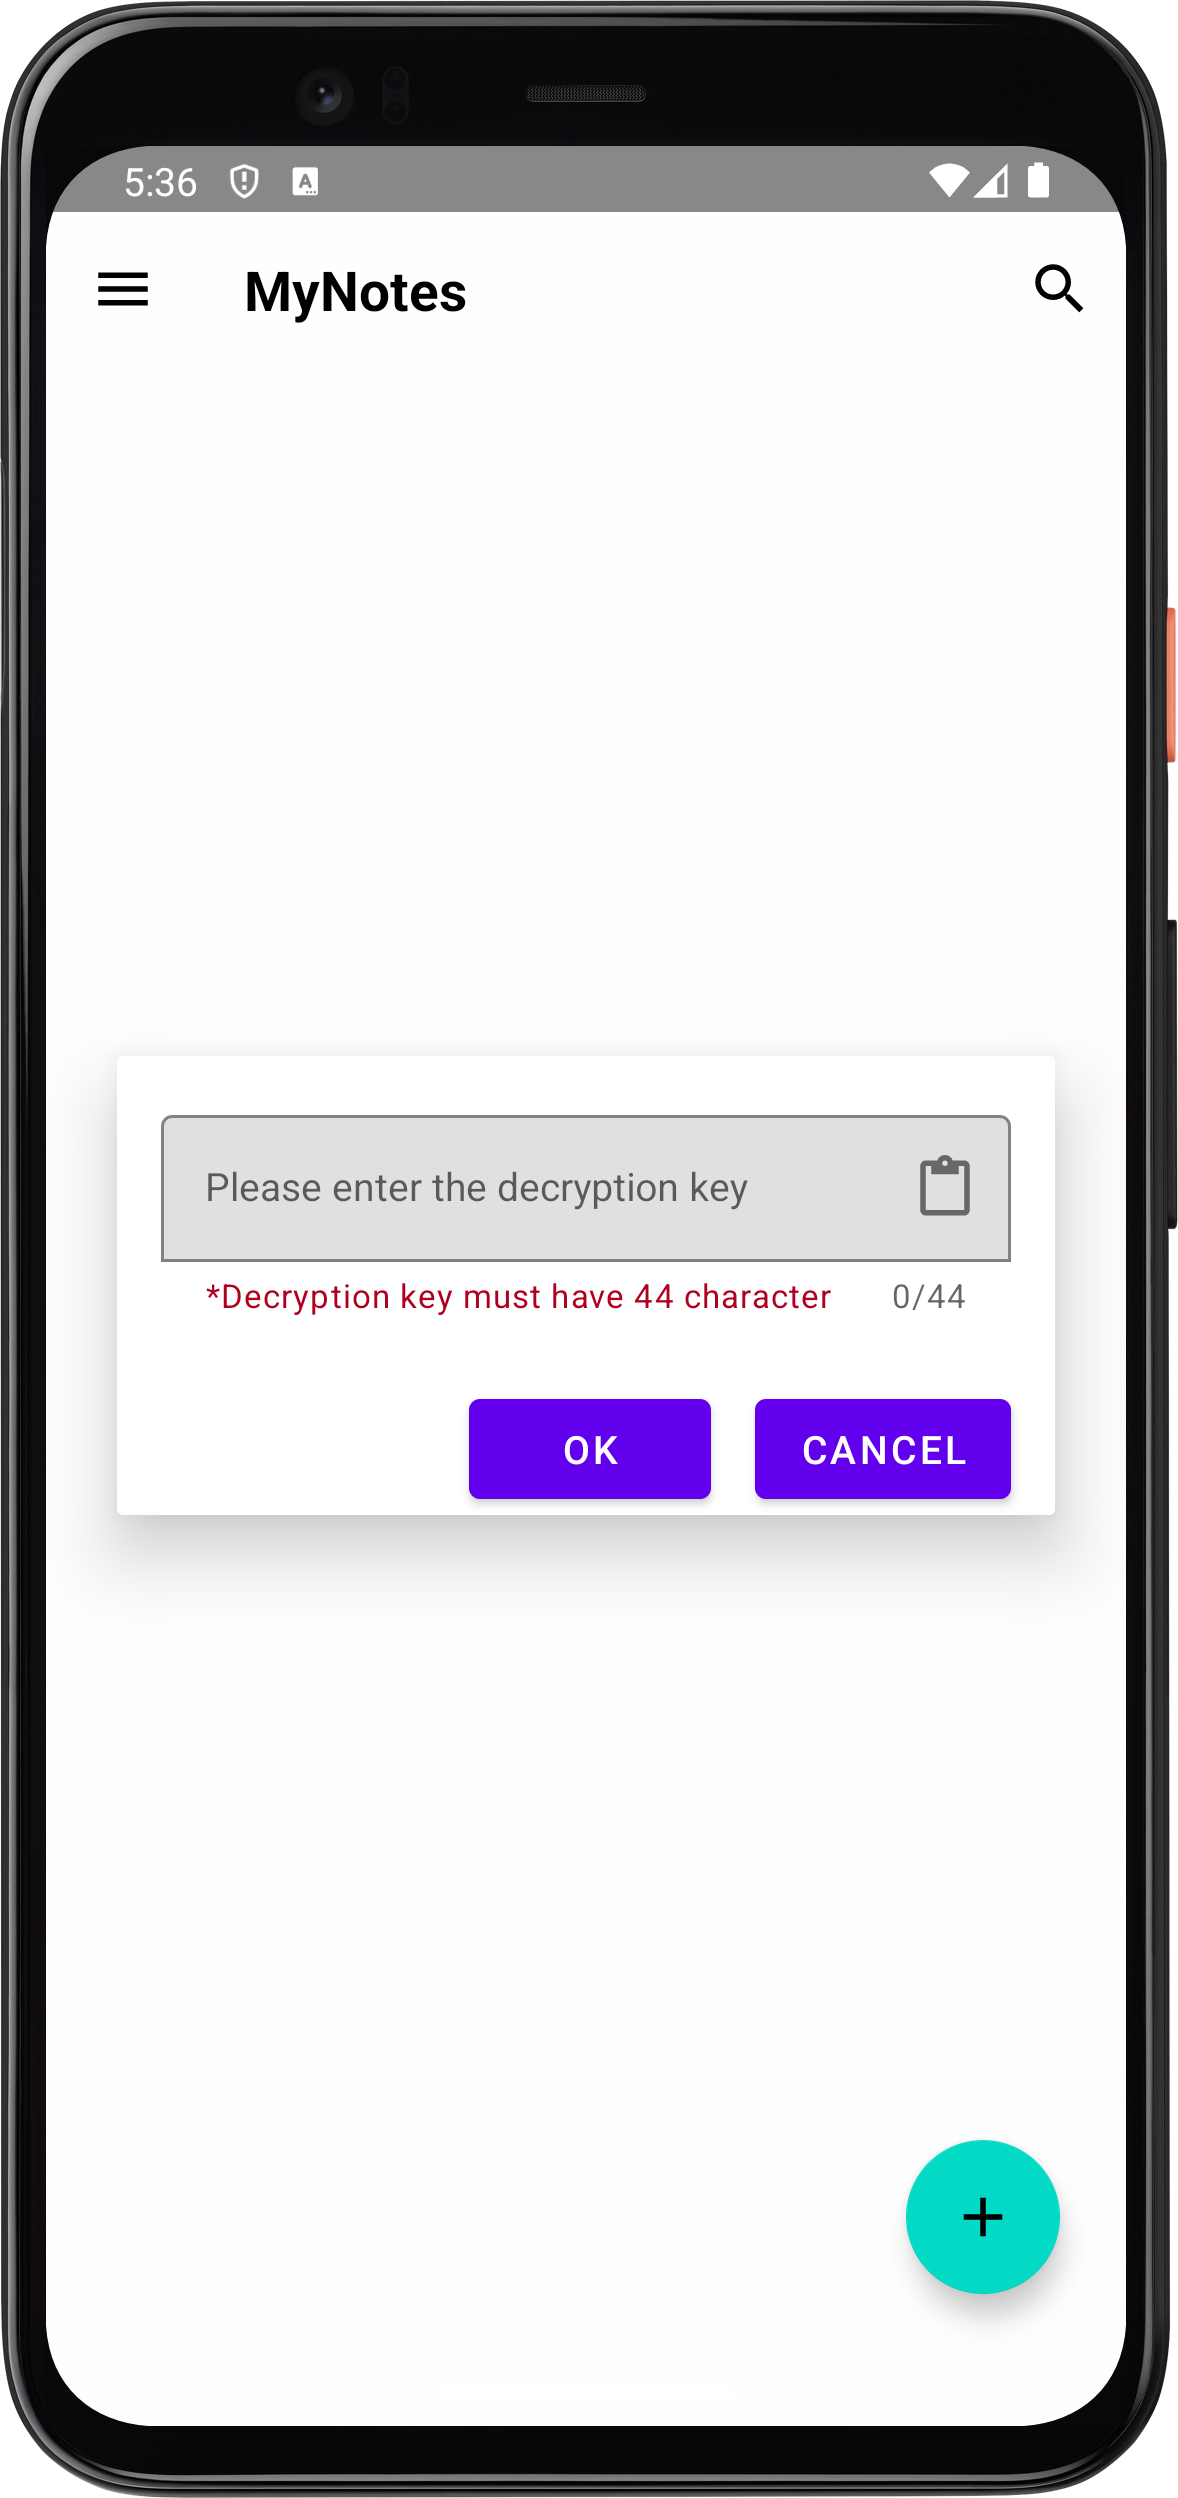 5:36
MyNotes
Please enter the decryption key
*Decryption key must have 44 character 0/44
OK CANCEL